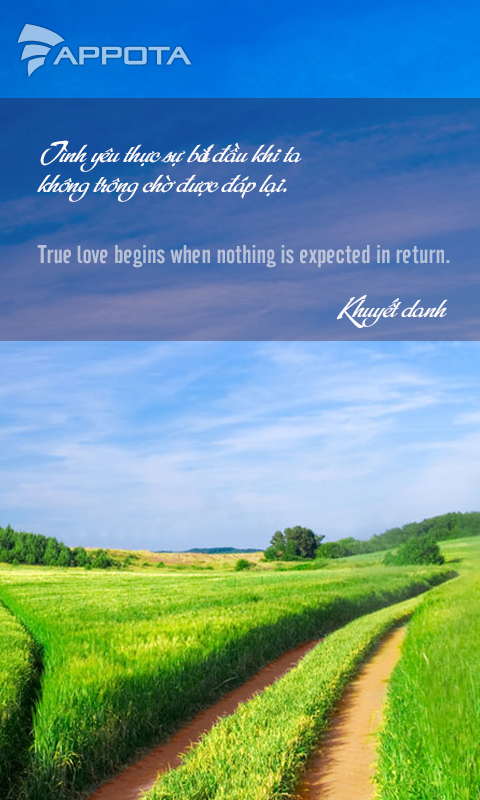 APPOTA
Tình yêu thực sự bắt đầu khi ta
không trông chờ được đáp lại.
True love begins when nothing is expected in return.
Khuyết danh